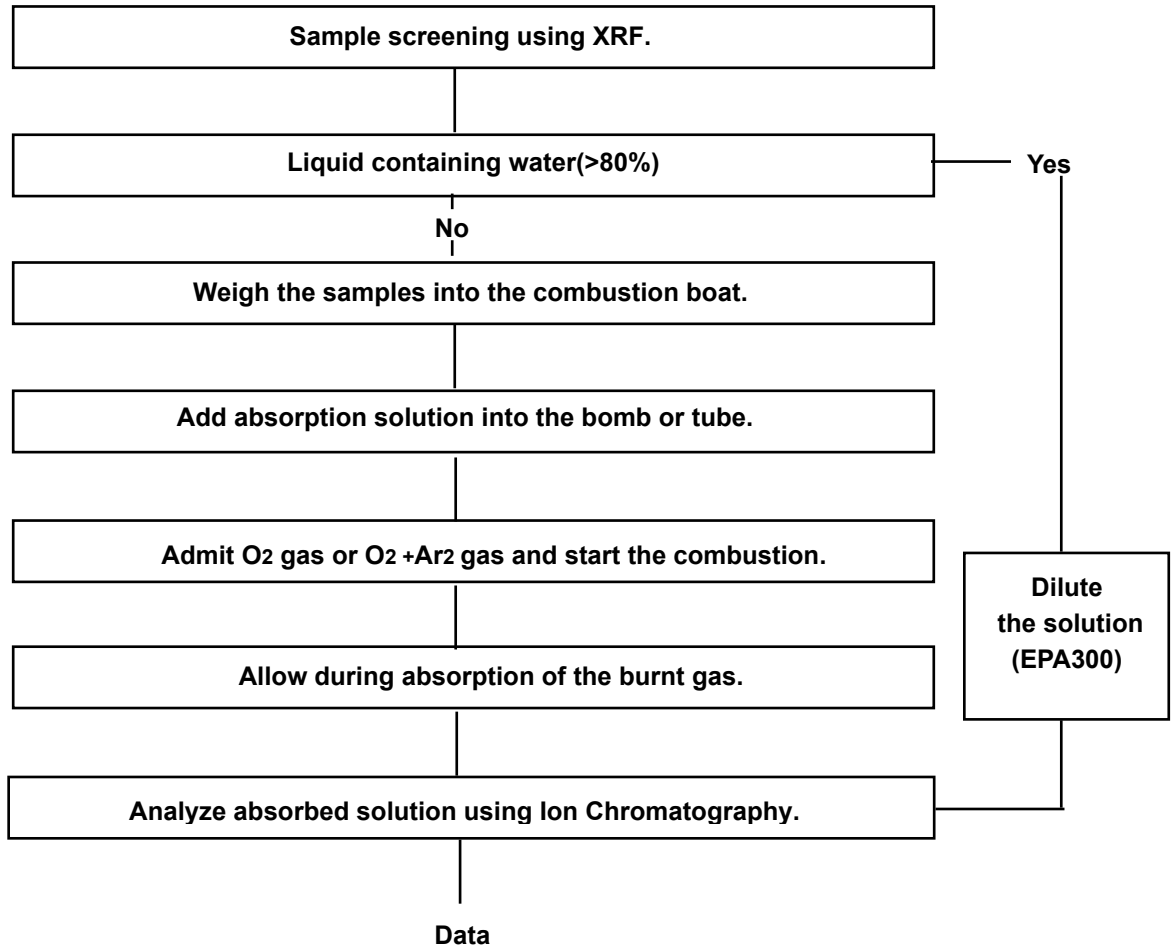 Sample screening using XRF.
Liquid containing water(>80%)
Yes
No
Weigh the samples into the combustion boat.
Add absorption solution into the bomb or tube.
Admit O2 gas or O2 +Ar2 gas and start the combustion.
Dilute
the solution
(EPA300)
Allow during absorption of the burnt gas.
Analyze absorbed solution using Ion Chromatography.
Data